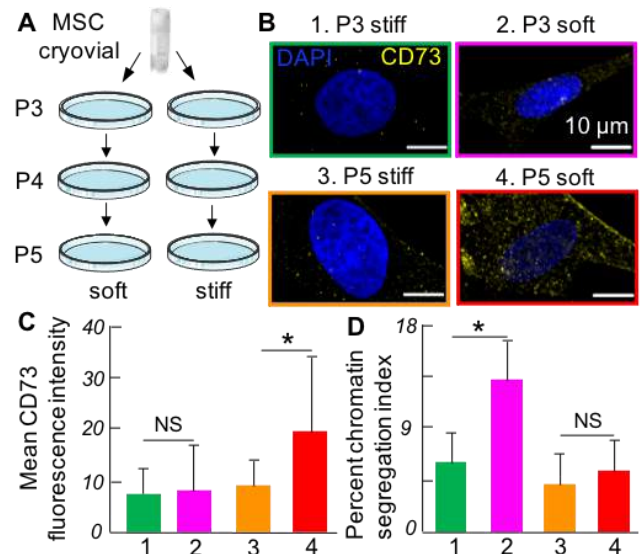 A
MSC
cryovial
P3
P4
P5
soft
stiff
B
1. P3 stiff
2. P3 soft
DAPI
CD73
10 μm
3. P5 stiff
4. P5 soft
C
Mean CD73
fluorescence intensity
40
30
20
10
0
NS
*
1
2
3
4
D
Percent chromatin
segregation index
18
9
0
*
NS
1
2
3
4